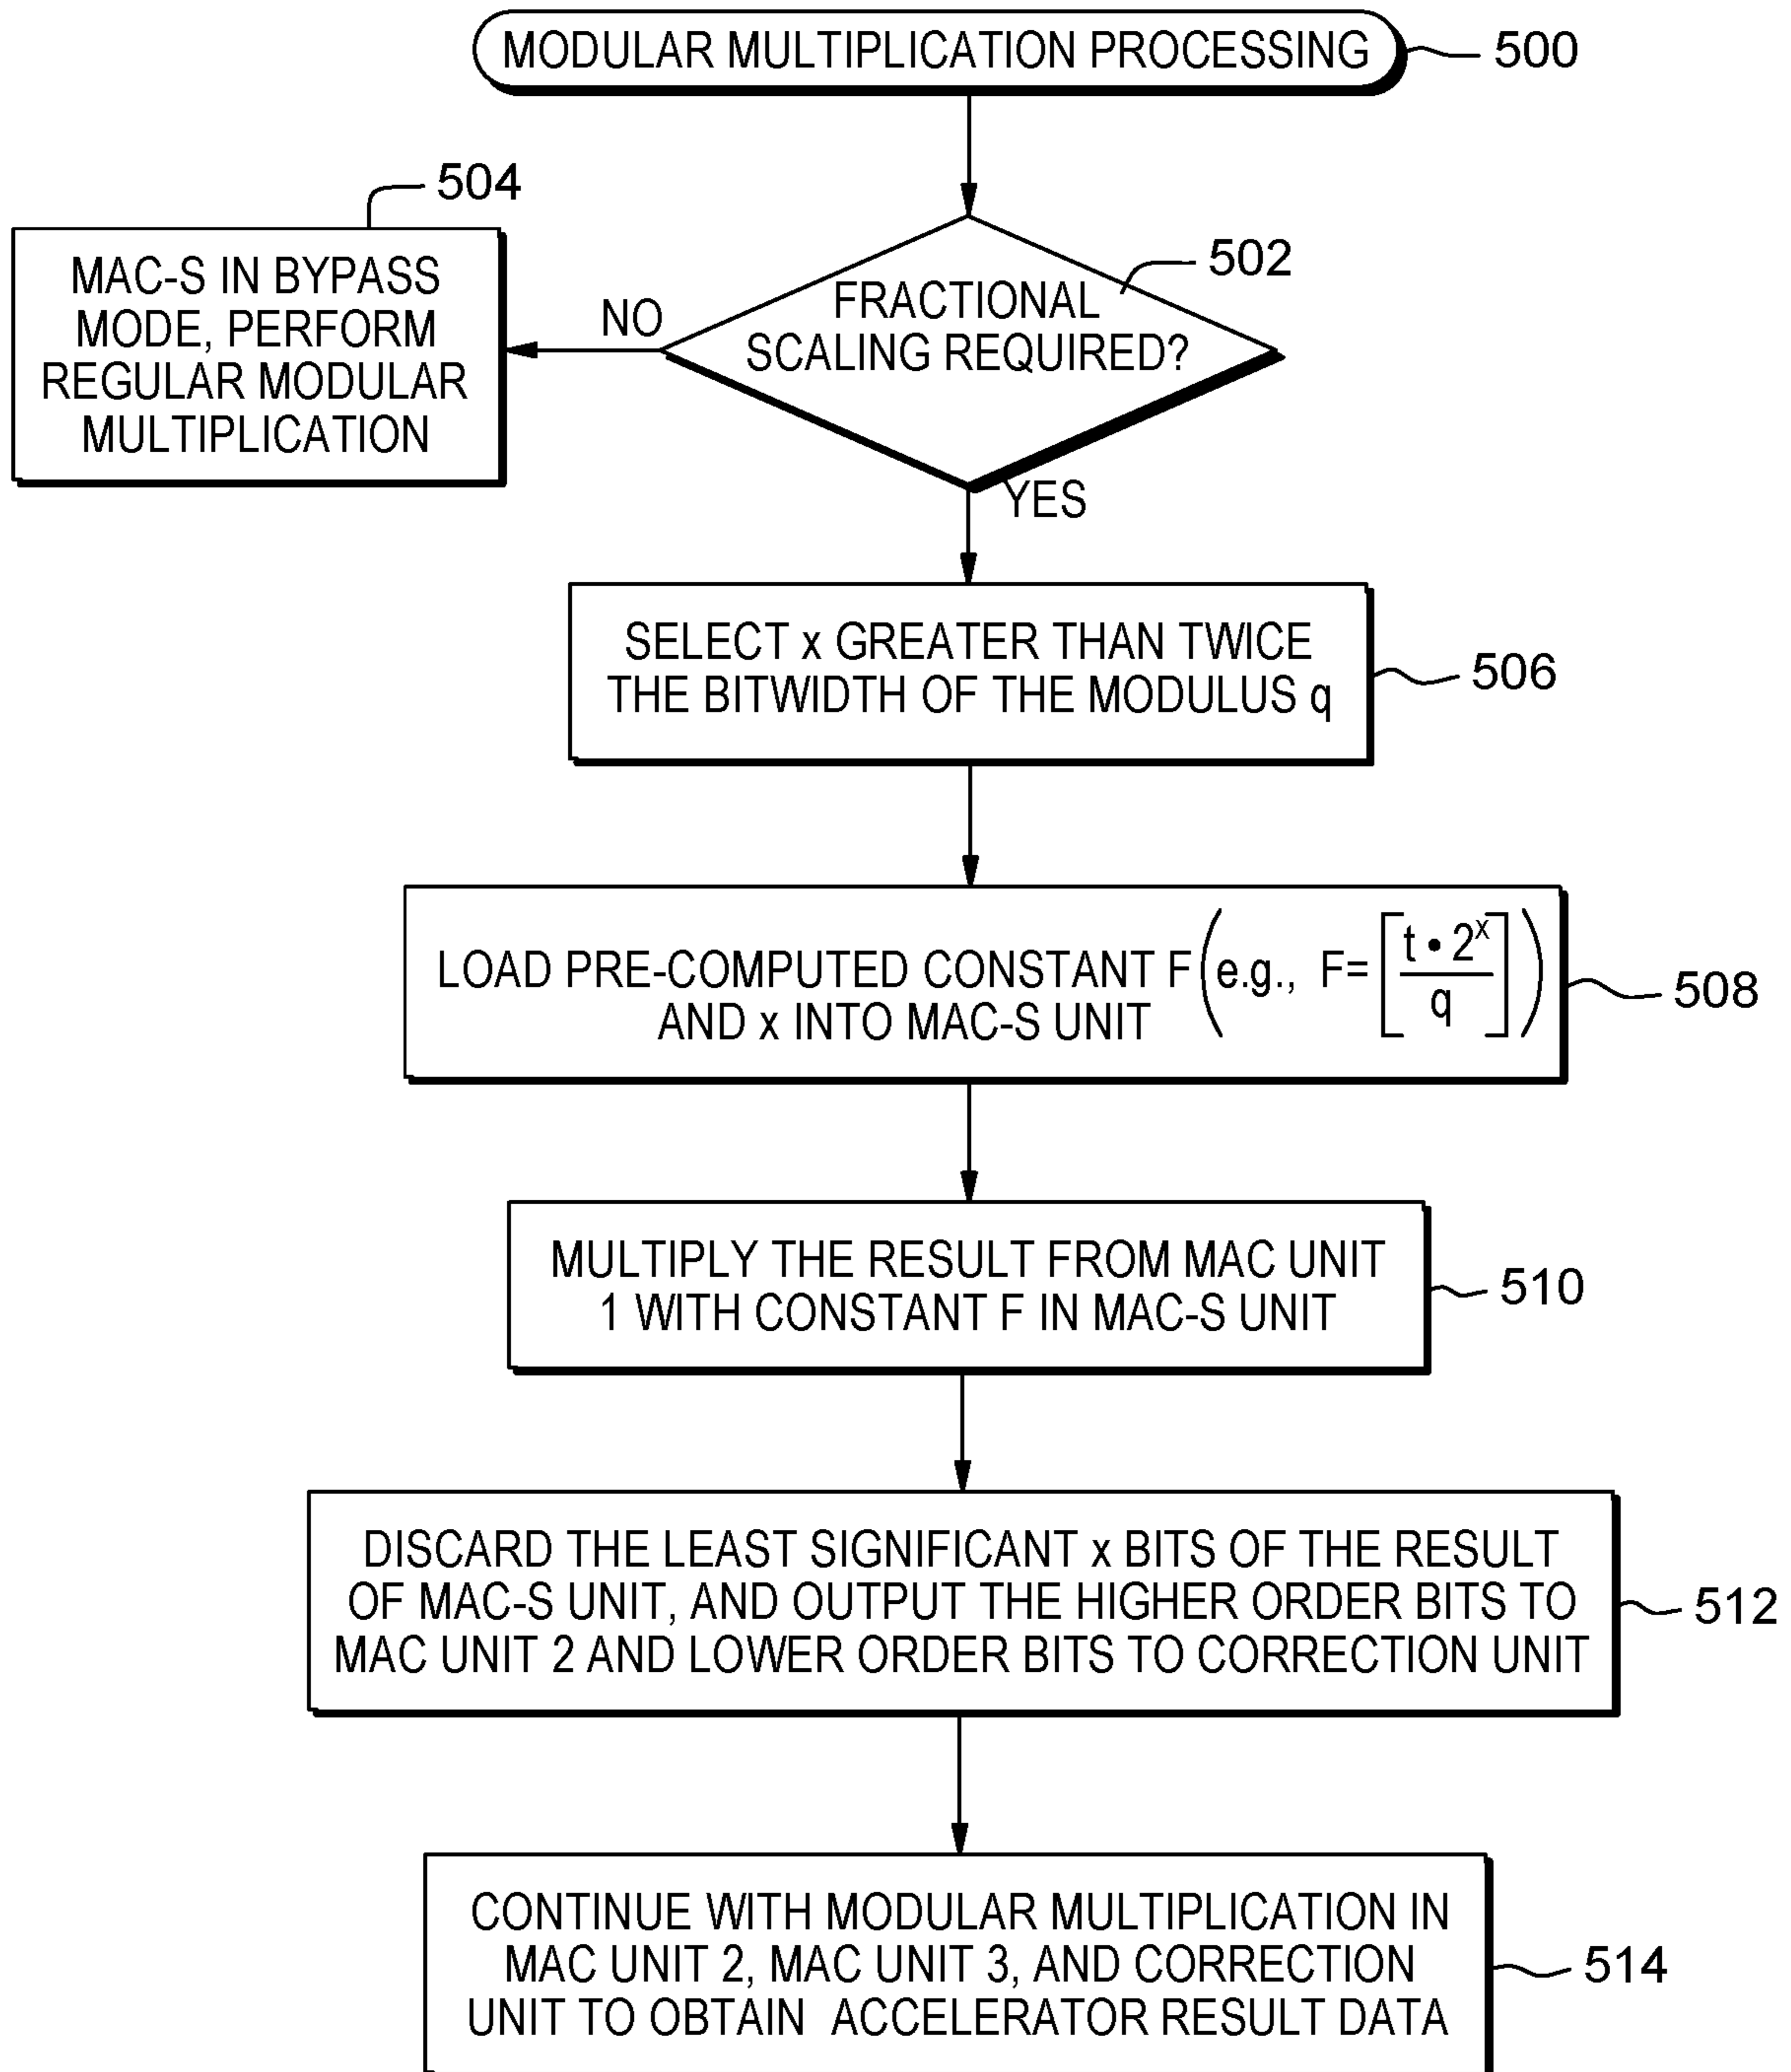 MODULAR MULTIPLICATION PROCESSING
500
504
MAC-S IN BYPASS
MODE, PERFORM
REGULAR MODULAR
MULTIPLICATION
NO
502
FRACTIONAL
SCALING REQUIRED?
YES
SELECT x GREATER THAN TWICE
THE BITWIDTH OF THE MODULUS q
506
LOAD PRE-COMPUTED CONSTANT F(e.g., F=[t • 2^x / q])
AND x INTO MAC-S UNIT
508
MULTIPLY THE RESULT FROM MAC UNIT
1 WITH CONSTANT F IN MAC-S UNIT
510
DISCARD THE LEAST SIGNIFICANT x BITS OF THE RESULT
OF MAC-S UNIT, AND OUTPUT THE HIGHER ORDER BITS TO
MAC UNIT 2 AND LOWER ORDER BITS TO CORRECTION UNIT
512
CONTINUE WITH MODULAR MULTIPLICATION IN
MAC UNIT 2, MAC UNIT 3, AND CORRECTION
UNIT TO OBTAIN ACCELERATOR RESULT DATA
514